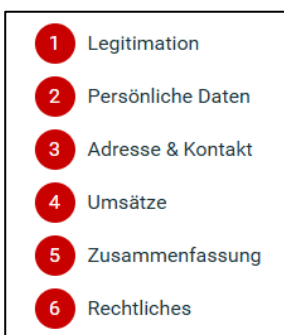 1 Legitimation
2 Persönliche Daten
3 Adresse & Kontakt
4 Umsätze
5 Zusammenfassung
6 Rechtliches